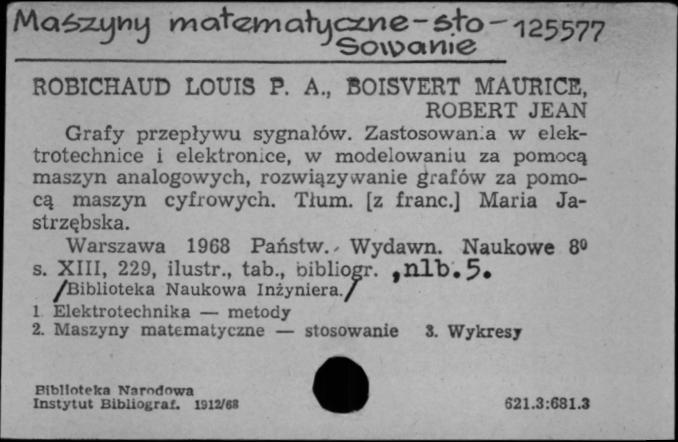 Maszyny matematyczne - sto- 125577
sowanie
ROBICHAUD LOUIS P. A., BOISVERT MAURICE,
ROBERT JEAN
Grafy przepływu sygnałów. Zastosowania w elek-
trotechnice i elektronice, w modelowaniu za pomocą
maszyn analogowych, rozwiązywanie grafów za pomo-
cą maszyn cyfrowych. Tłum. [z franc.] Maria Ja-
strzębska.
Warszawa 1968 Państw. Wydawn. Naukowe 8⁰
s. XIII, 229, ilustr., tab., bibliogr. ,nlb.5.
/Biblioteka Naukowa Inżyniera./
1 Elektrotechnika — metody
2. Maszyny matematyczne — stosowanie 3. Wykresy
Biblioteka Narodowa
Instytut Bibliograf. 1912/68 621.3:681.3